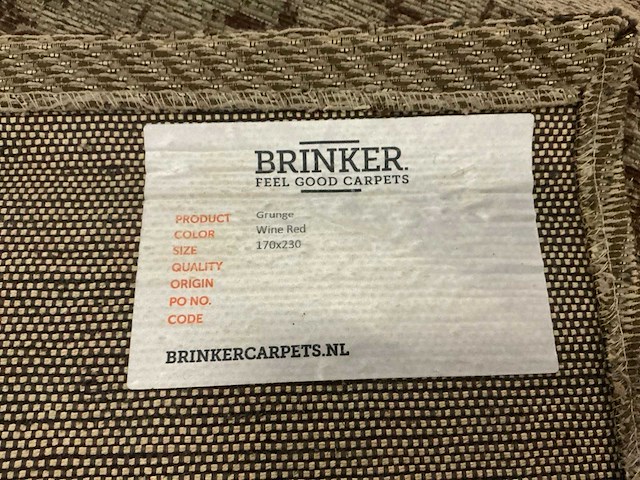 BRINKER.
FEEL GOOD CARPETS
PRODUCT Grunge
COLOR Wine Red
SIZE 170x230
QUALITY
ORIGIN
PO NO.
CODE
BRINKERCARPETS.NL